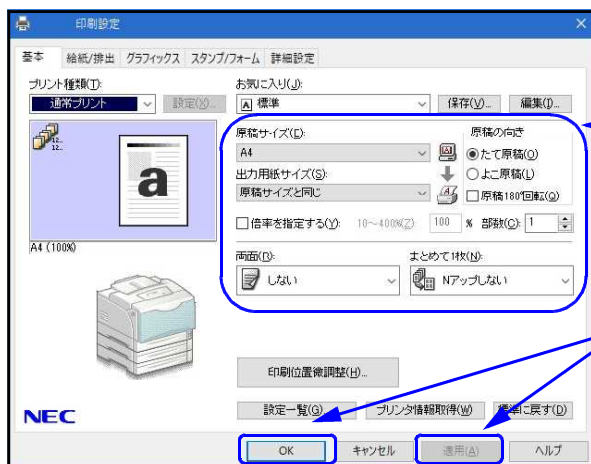 印刷設定
基本 給紙/排出 グラフィックス スタンプ/フォーム 詳細設定
プリント種類(T): お気に入り(J):
通常プリント 設定(X)... A 標準 保存(V)... 編集(I)...
原稿サイズ(E): 原稿の向き
A4 たて原稿(O)
出力用紙サイズ(S): よこ原稿(L)
原稿サイズと同じ 原稿180°回転(Q)
倍率を指定する(Y): 10～400%(Z) 100 % 部数(C): 1
a
A4 (100%)
両面(R): まとめて1枚(N):
しない Nアップしない
印刷位置微調整(H)...
NEC
設定一覧(G)... プリンタ情報取得(W) 標準に戻す(D)
OK キャンセル 適用(A) ヘルプ